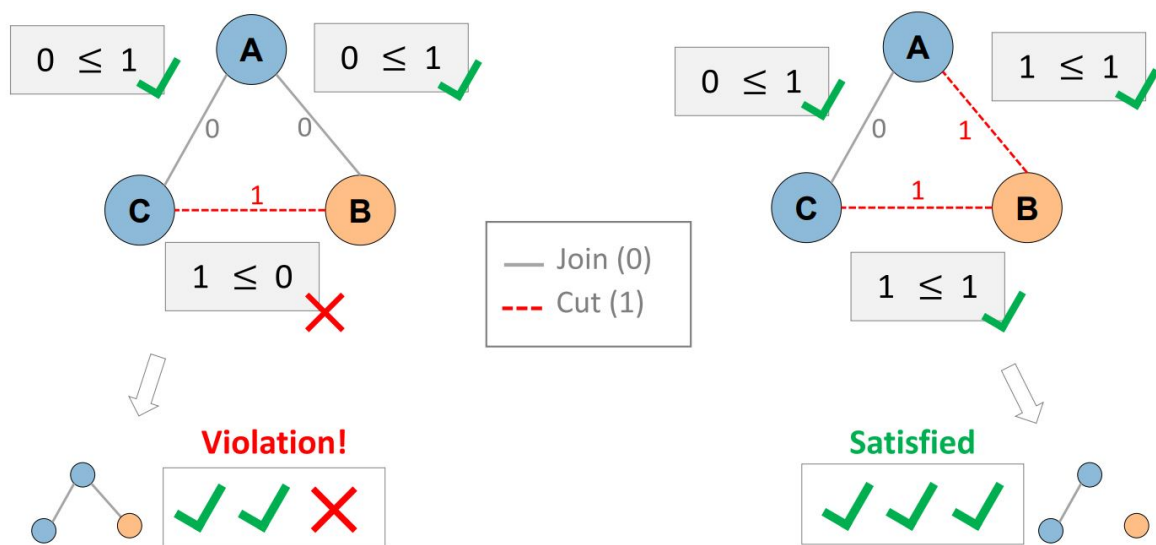 A
0 ≤ 1
0 ≤ 1
0
0
C
1
B
1 ≤ 0
Violation!
Join (0)
Cut (1)
A
0 ≤ 1
1 ≤ 1
0
1
C
1
B
1 ≤ 1
Satisfied